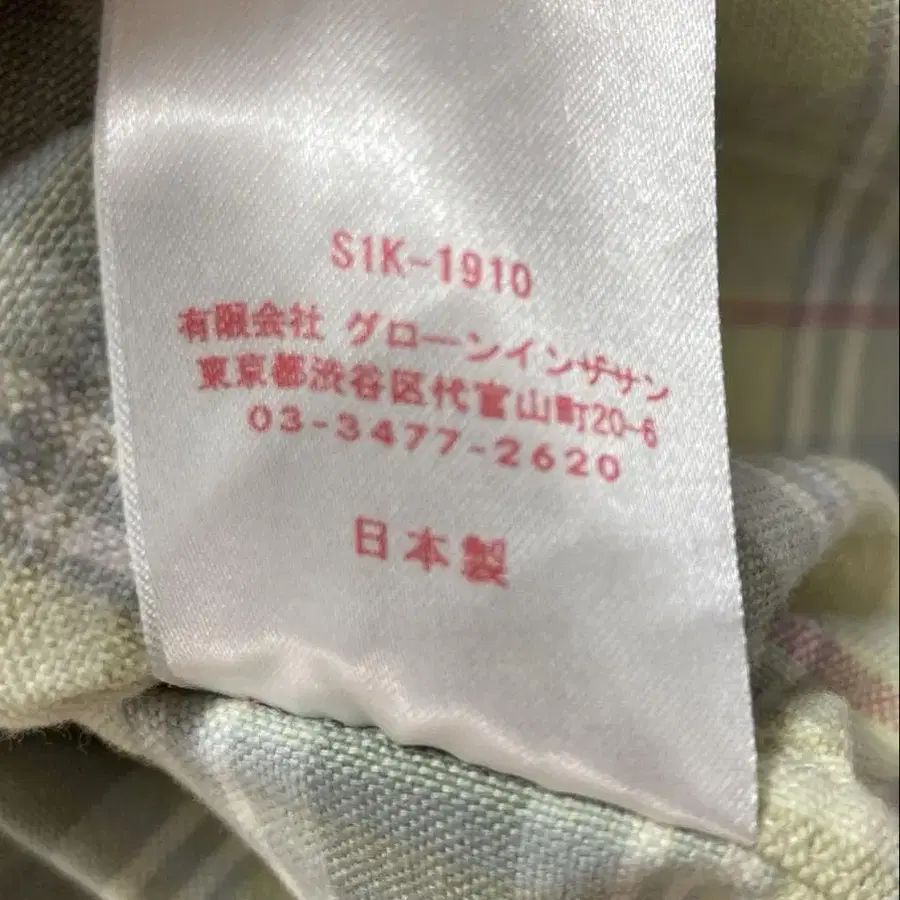 S1K-1910
有限会社 グローンインザサン
東京都渋谷区代官山町20-6
03-3477-2620
日本製